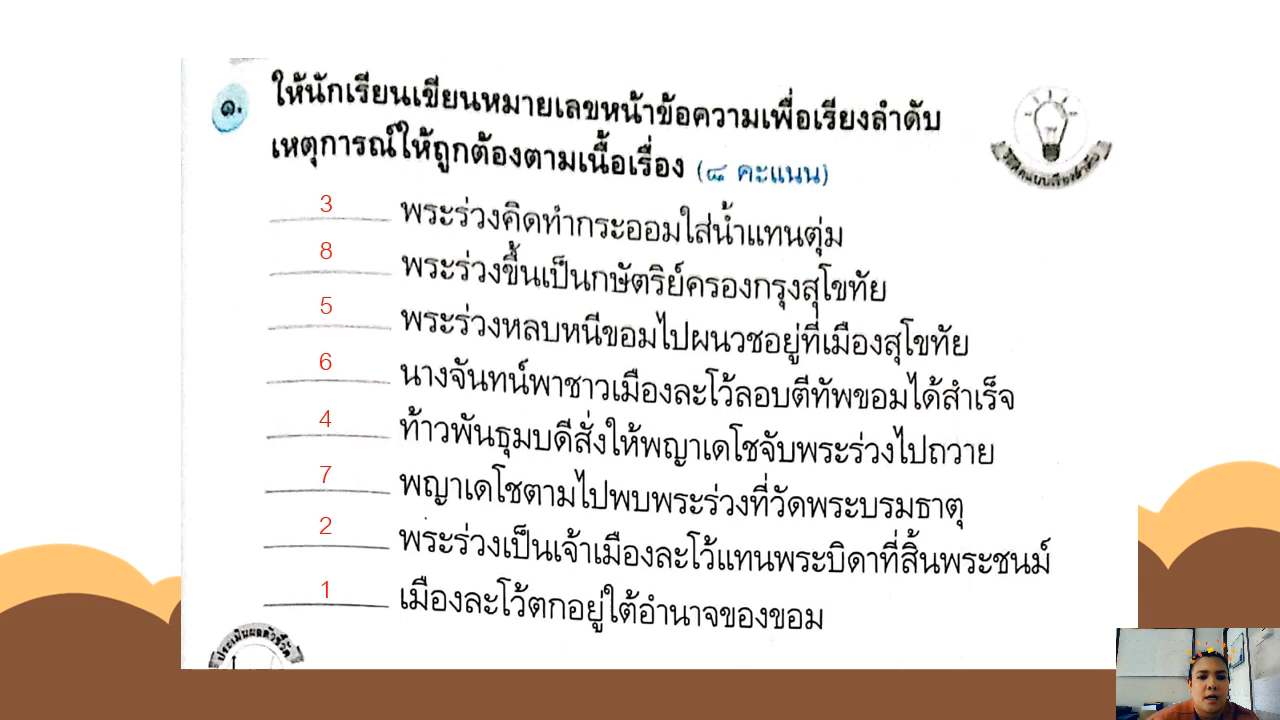 ๑. ให้นักเรียนเขียนหมายเลขหน้าข้อความเพื่อเรียงลำดับ
เหตุการณ์ให้ถูกต้องตามเนื้อเรื่อง (๘ คะแนน)
3 พระร่วงคิดทำกระออมใส่น้ำแทนตุ่ม
8 พระร่วงขึ้นเป็นกษัตริย์ครองกรุงสุโขทัย
5 พระร่วงหลบหนีขอมไปผนวชอยู่ที่เมืองสุโขทัย
6 นางจันทน์พาชาวเมืองละโว้ลอบตีทัพขอมได้สำเร็จ
4 ท้าวพันธุมบดีสั่งให้พญาเดโชจับพระร่วงไปถวาย
7 พญาเดโชตามไปพบพระร่วงที่วัดพระบรมธาตุ
2 พระร่วงเป็นเจ้าเมืองละโว้แทนพระบิดาที่สิ้นพระชนม์
1 เมืองละโว้ตกอยู่ใต้อำนาจของขอม
ประเมินผลตัวชี้วัด